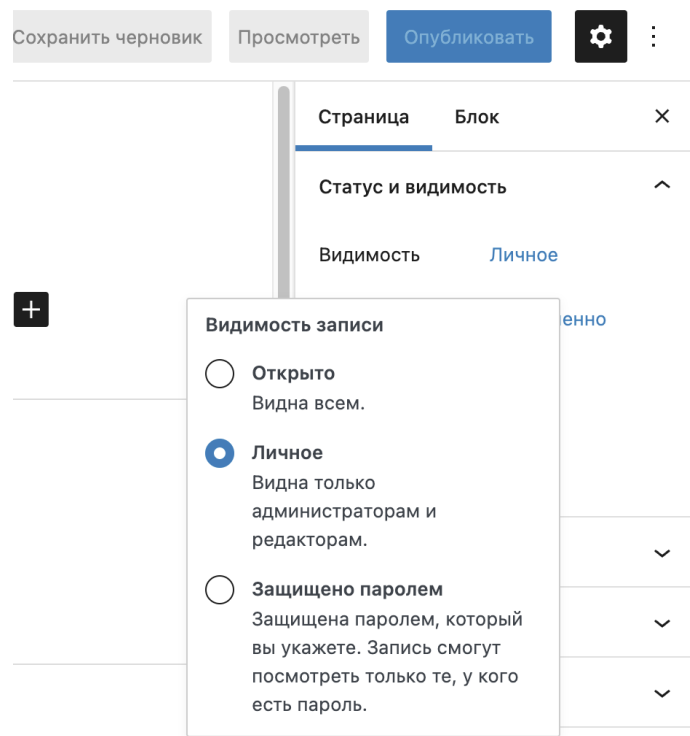 Сохранить черновик Просмотреть Опубликовать
Страница Блок
Статус и видимость
Видимость Личное
Видимость записи
Открыто
Видна всем.
Личное
Видна только
администраторам и
редакторам.
Защищено паролем
Защищена паролем, который
вы укажете. Запись смогут
посмотреть только те, у кого
есть пароль.